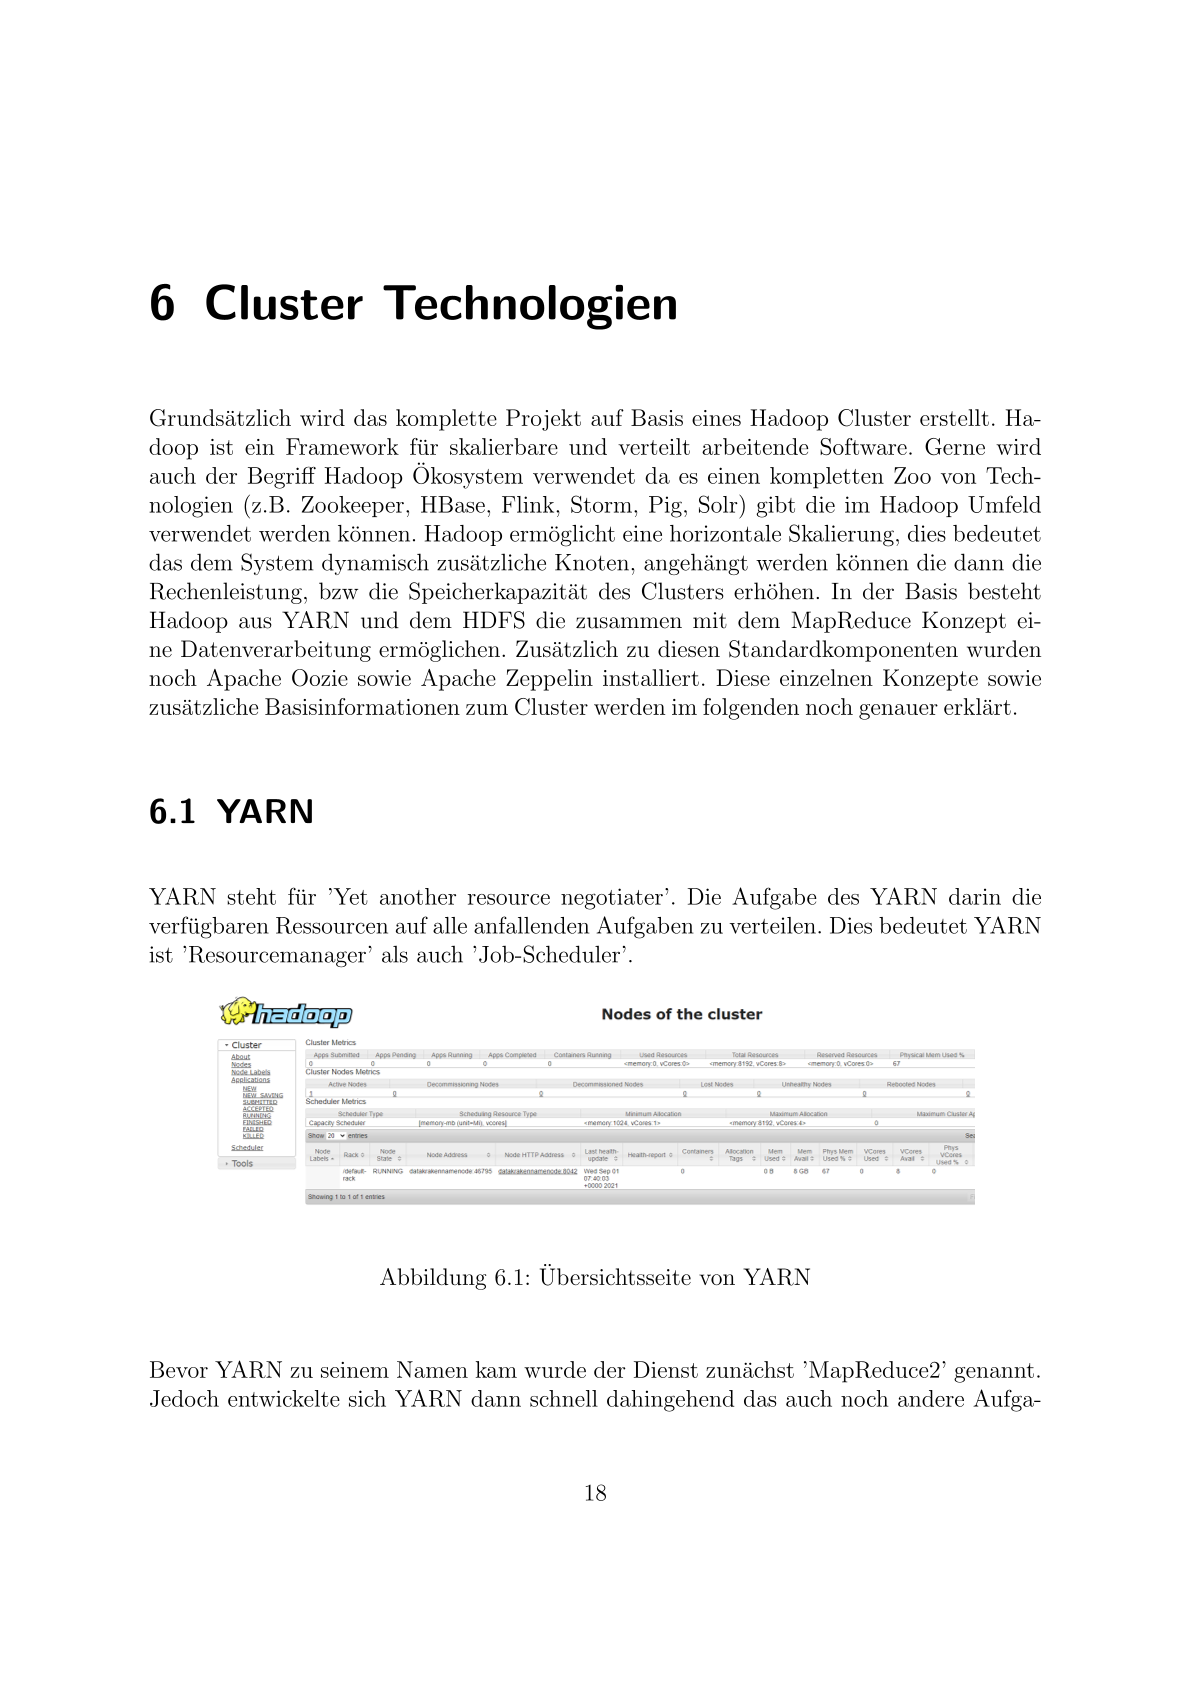 6 Cluster Technologien
Grundsätzlich wird das komplette Projekt auf Basis eines Hadoop Cluster erstellt. Ha-
doop ist ein Framework für skalierbare und verteilt arbeitende Software. Gerne wird
auch der Begriff Hadoop Ökosystem verwendet da es einen kompletten Zoo von Tech-
nologien (z.B. Zookeeper, HBase, Flink, Storm, Pig, Solr) gibt die im Hadoop Umfeld
verwendet werden können. Hadoop ermöglicht eine horizontale Skalierung, dies bedeutet
das dem System dynamisch zusätzliche Knoten, angehängt werden können die dann die
Rechenleistung, bzw die Speicherkapazität des Clusters erhöhen. In der Basis besteht
Hadoop aus YARN und dem HDFS die zusammen mit dem MapReduce Konzept ei-
ne Datenverarbeitung ermöglichen. Zusätzlich zu diesen Standardkomponenten wurden
noch Apache Oozie sowie Apache Zeppelin installiert. Diese einzelnen Konzepte sowie
zusätzliche Basisinformationen zum Cluster werden im folgenden noch genauer erklärt.
6.1 YARN
YARN steht für 'Yet another resource negotiater'. Die Aufgabe des YARN darin die
verfügbaren Ressourcen auf alle anfallenden Aufgaben zu verteilen. Dies bedeutet YARN
ist 'Resourcemanager' als auch 'Job-Scheduler'.
hadoop
Nodes of the cluster
Cluster
About
Nodes
Node Labels
Applications
NEW
NEW_SAVING
SUBMITTED
ACCEPTED
RUNNING
FINISHED
FAILED
KILLED
Scheduler
Tools
Cluster Metrics
Apps Submitted Apps Pending Apps Running Apps Completed Containers Running Used Resources Total Resources Reserved Resources Physical Mem Used %
0 0 0 0 0 <memory:0, vCores:0> <memory:8192, vCores:8> <memory:0, vCores:0> 67
Cluster Nodes Metrics
Active Nodes Decommissioning Nodes Decommissioned Nodes Lost Nodes Unhealthy Nodes Rebooted Nodes
1 0 0 0 0 0 0
Scheduler Metrics
Scheduler Type Scheduling Resource Type Minimum Allocation Maximum Allocation Maximum Cluster Ap
Capacity Scheduler [memory-mb (unit=Mi), vcores] <memory:1024, vCores:1> <memory:8192, vCores:4> 0
Show 20 entries Sea
Node Labels Rack Node State Node Address Node HTTP Address Last health-update Health-report Containers Allocation Tags Mem Used Mem Avail Phys Mem Used % VCores Used VCores Avail Phys VCores Used %
/default-rack RUNNING datakrakennamenode:46795 datakrakennamenode:8042 Wed Sep 01 07:40:03 +0000 2021 0 0 B 8 GB 67 0 8 0
Showing 1 to 1 of 1 entries
Abbildung 6.1: Übersichtsseite von YARN
Bevor YARN zu seinem Namen kam wurde der Dienst zunächst 'MapReduce2' genannt.
Jedoch entwickelte sich YARN dann schnell dahingehend das auch noch andere Aufga-
18